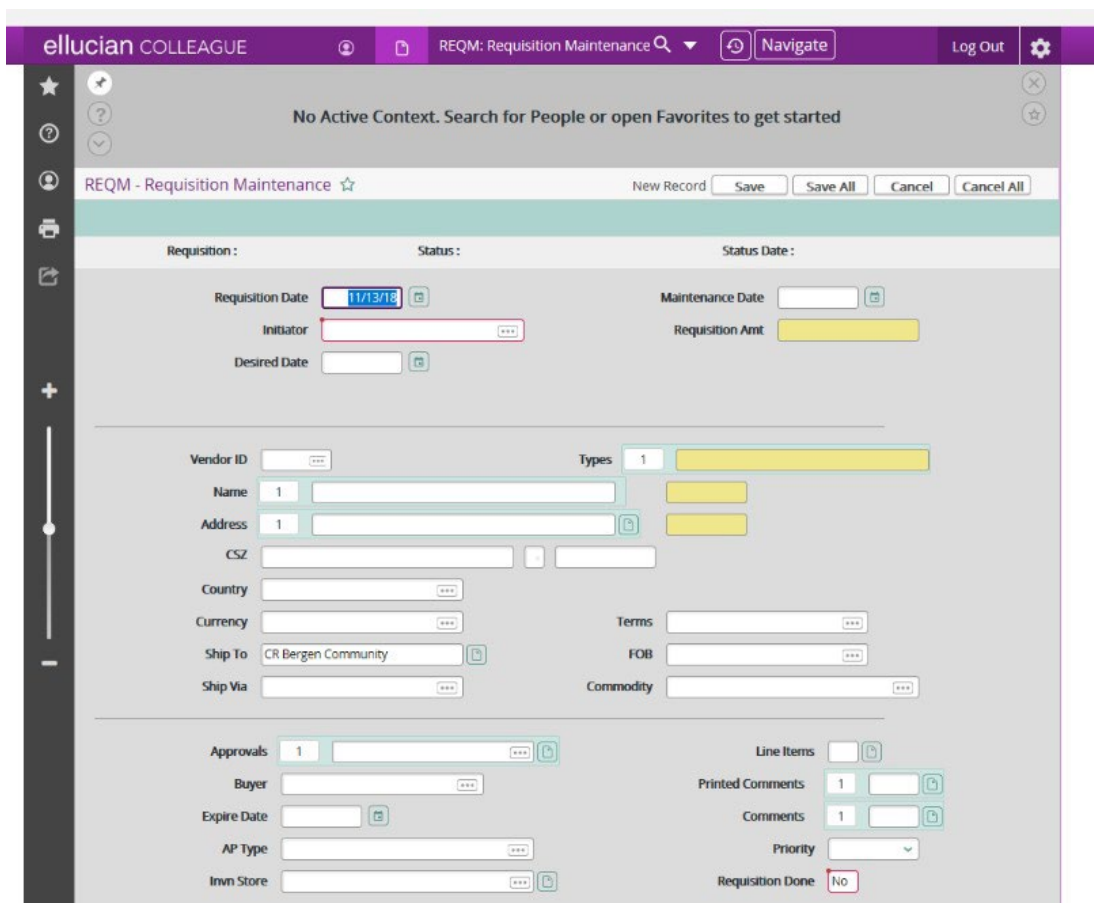 ellucian COLLEAGUE REQM: Requisition Maintenance Navigate Log Out
No Active Context. Search for People or open Favorites to get started
REQM - Requisition Maintenance New Record Save Save All Cancel Cancel All
Requisition : Status : Status Date :
Requisition Date 11/13/18 Maintenance Date
Initiator Requisition Amt
Desired Date
Vendor ID Types 1
Name 1
Address 1
CSZ
Country
Currency Terms
Ship To CR Bergen Community FOB
Ship Via Commodity
Approvals 1 Line Items
Buyer Printed Comments 1
Expire Date Comments 1
AP Type Priority
Invn Store Requisition Done No